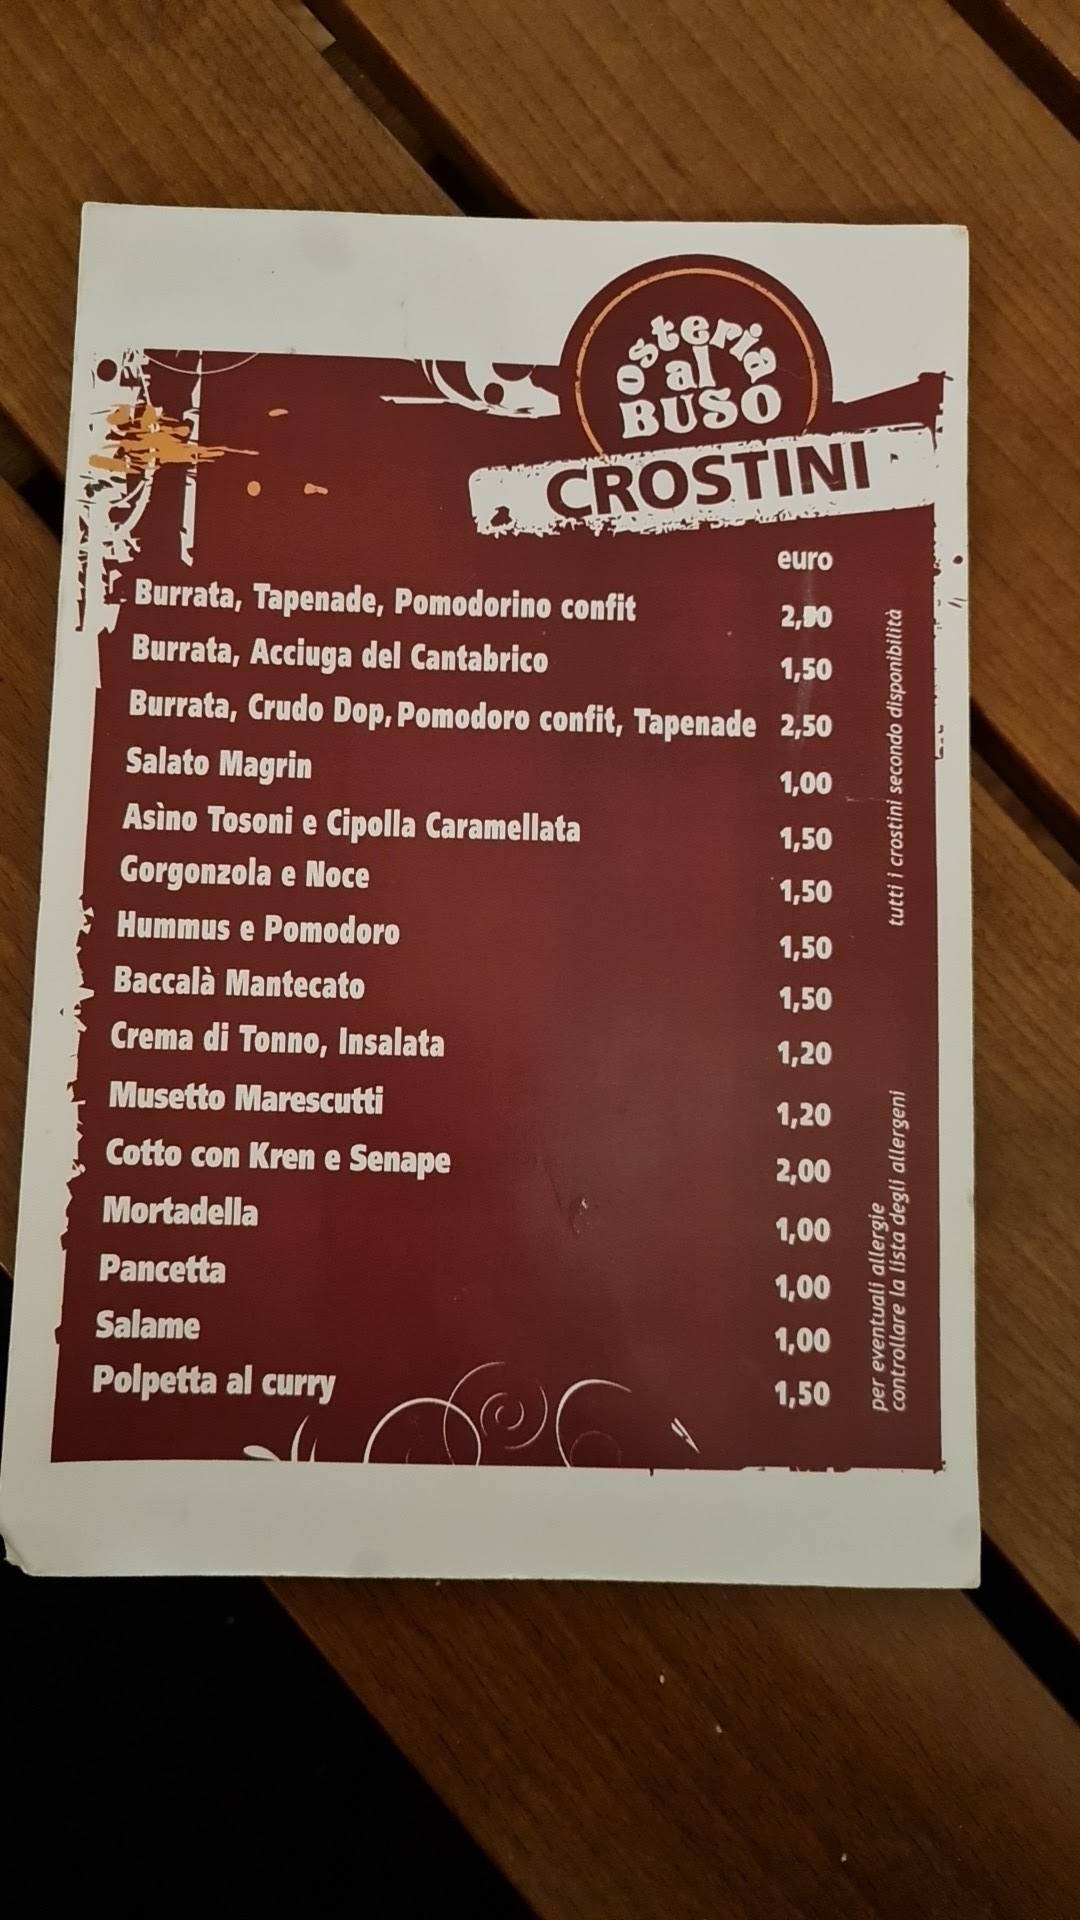 osteria
al
BUSO
CROSTINI
euro
Burrata, Tapenade, Pomodorino confit
Burrata, Acciuga del Cantabrico 1,50
Burrata, Crudo Dop, Pomodoro confit, Tapenade 2,50
Salato Magrin 1,00
Asìno Tosoni e Cipolla Caramellata 1,50
Gorgonzola e Noce 1,50
Hummus e Pomodoro 1,50
Baccalà Mantecato 1,50
Crema di Tonno, Insalata 1,20
Musetto Marescutti 1,20
Cotto con Kren e Senape 2,00
Mortadella 1,00
Pancetta 1,00
Salame 1,00
Polpetta al curry 1,50
tutti i crostini secondo disponibilità
per eventuali allergie
controllare la lista degli allergeni